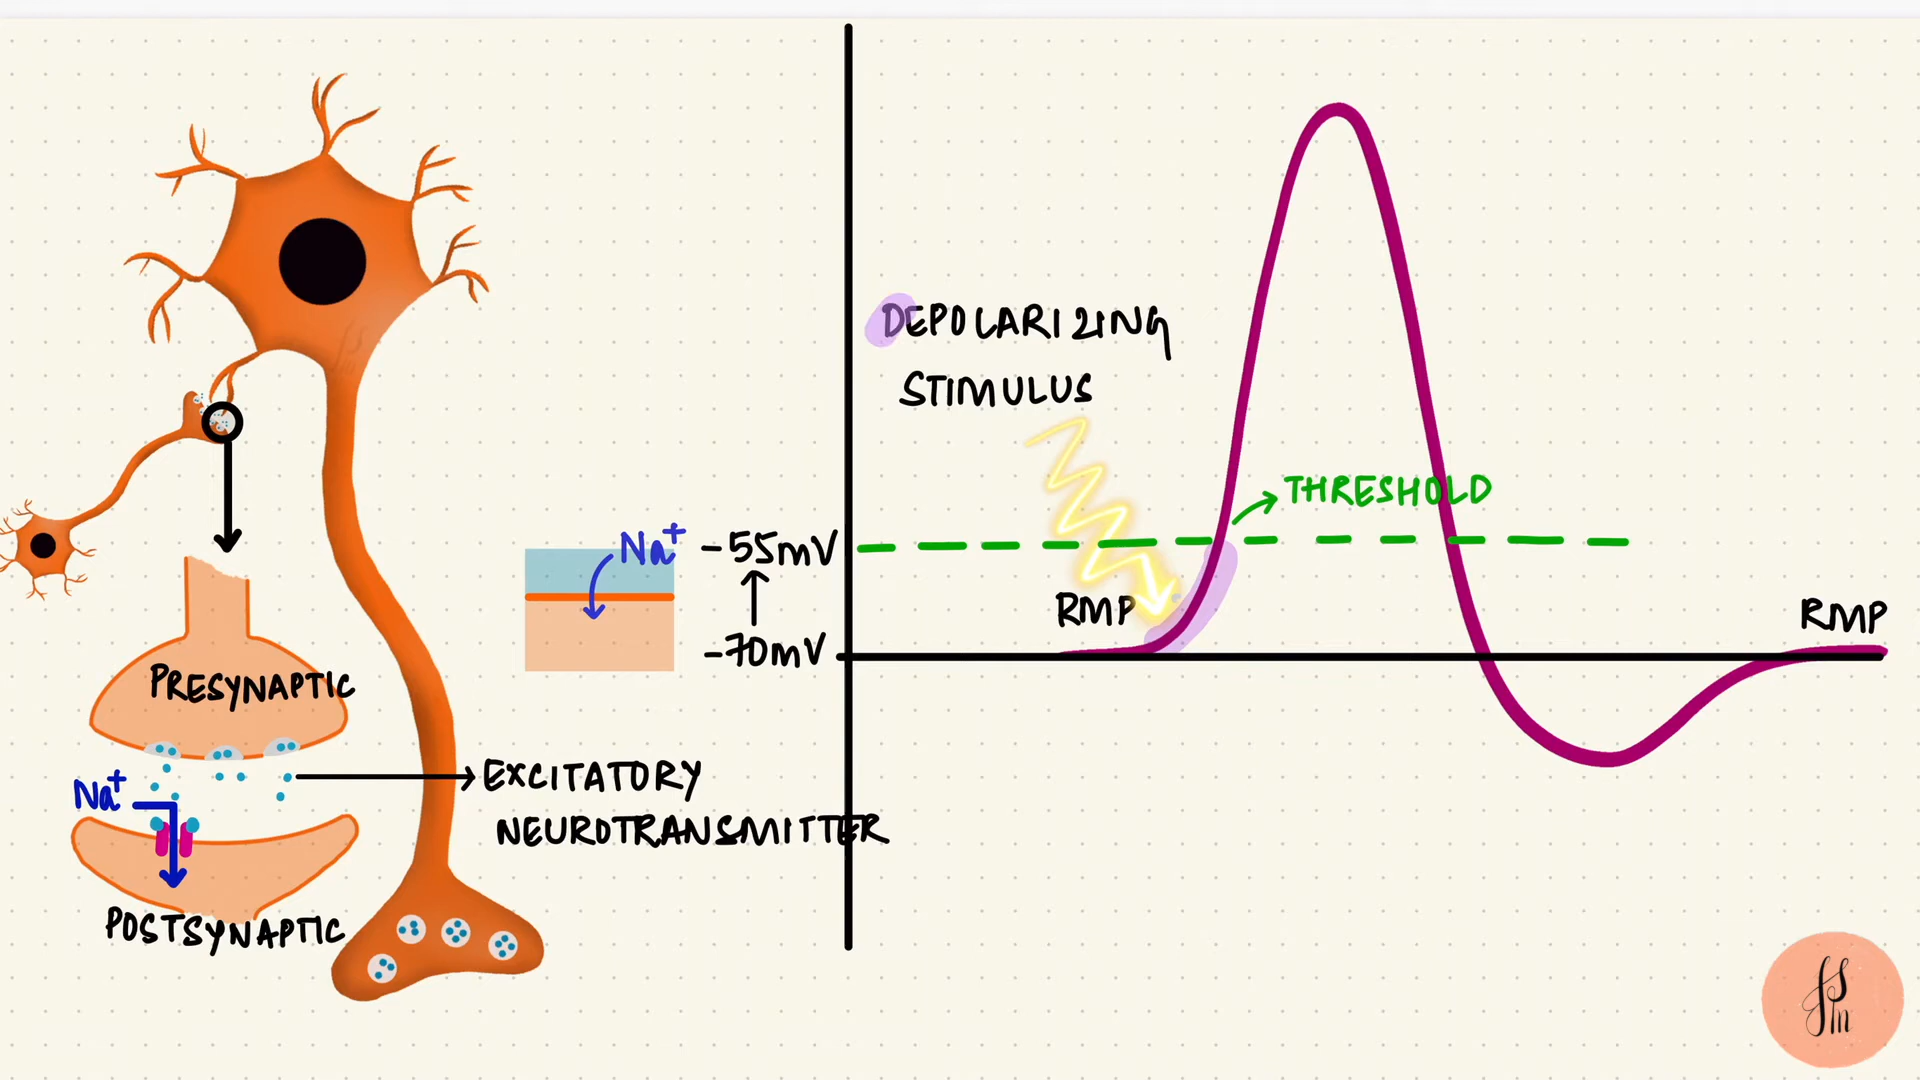 DEPOLARIZING
STIMULUS
THRESHOLD
Na+
-55mV
RMP
RMP
-70mV
PRESYNAPTIC
Na+
EXCITATORY
NEUROTRANSMITTER
POSTSYNAPTIC